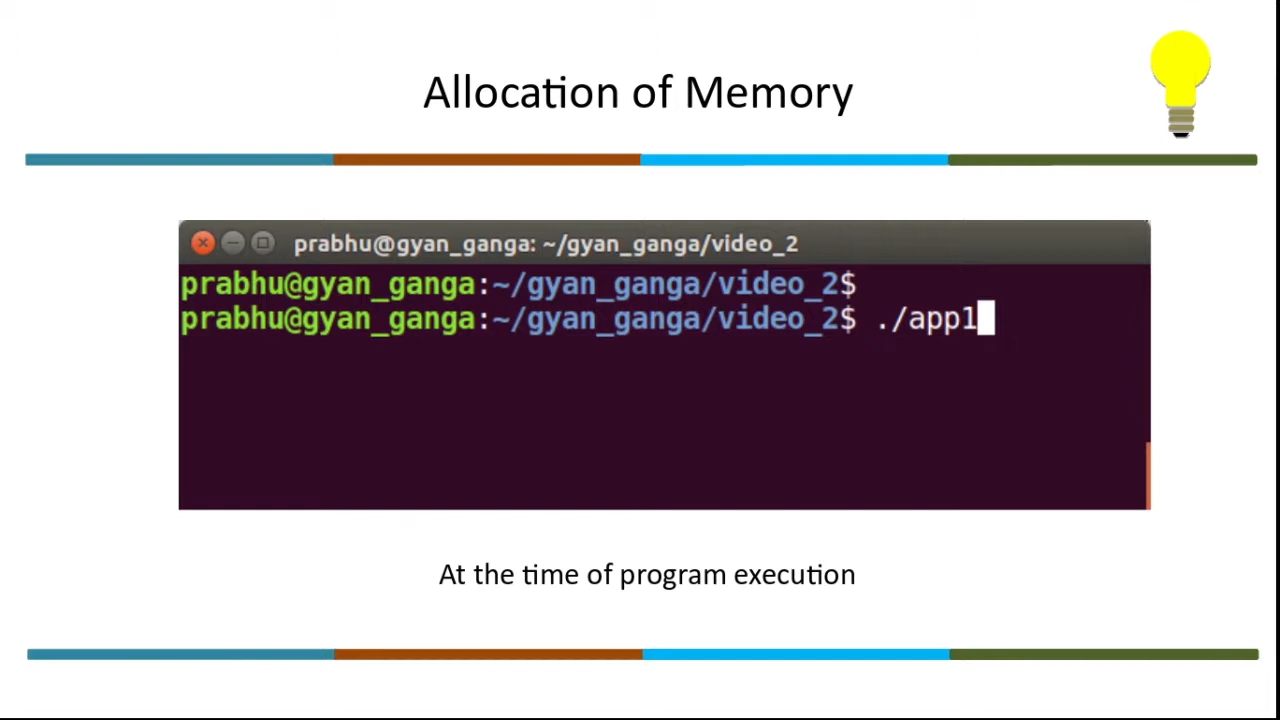 Allocation of Memory
prabhu@gyan_ganga: ~/gyan_ganga/video_2
prabhu@gyan_ganga:~/gyan_ganga/video_2$
prabhu@gyan_ganga:~/gyan_ganga/video_2$ ./app1
At the time of program execution